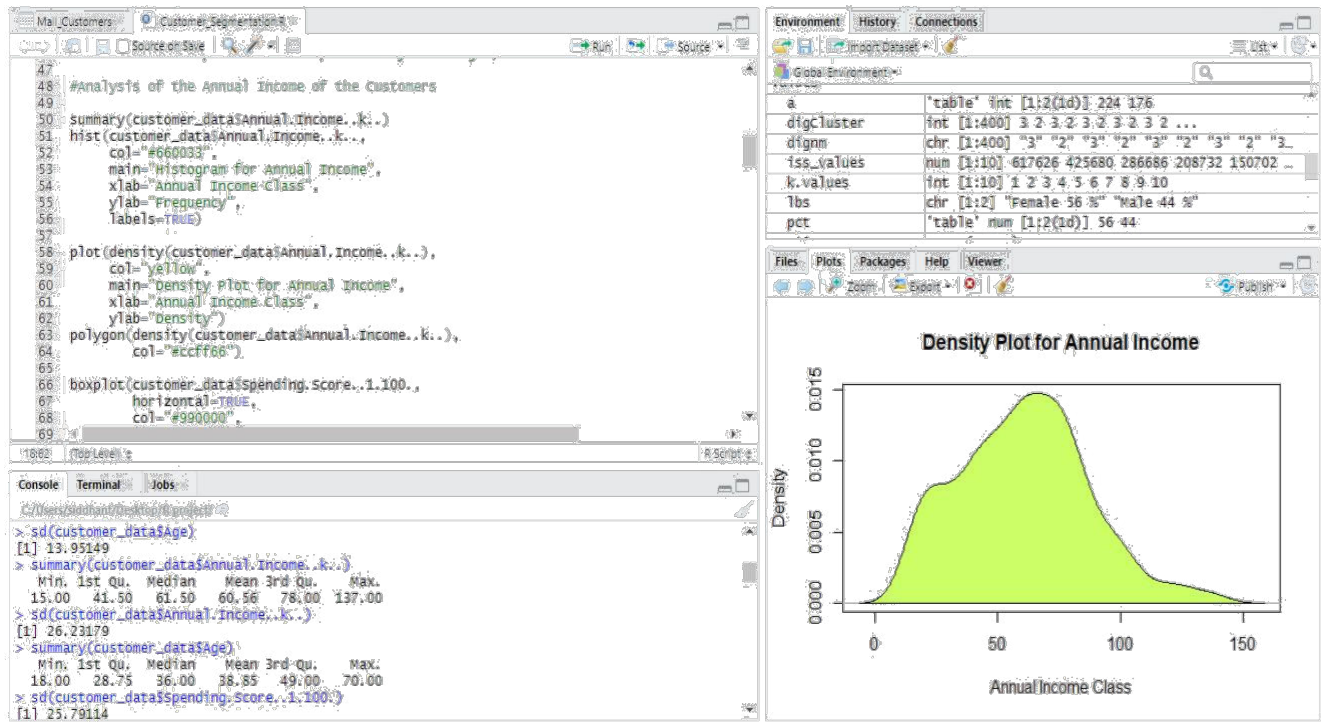 Mall_Customers
Customer_Segmentation.R
Source on Save
Run
Source
47
48 #Analysis of the Annual Income of the Customers
49
50 summary(customer_data$Annual.Income..k..)
51 hist(customer_data$Annual.Income..k..,
52 col="#660033",
53 main="Histogram for Annual Income",
54 xlab="Annual Income Class",
55 ylab="Frequency",
56 labels=TRUE)
57
58 plot(density(customer_data$Annual.Income..k..),
59 col="yellow",
60 main="Density Plot for Annual Income",
61 xlab="Annual Income Class",
62 ylab="Density")
63 polygon(density(customer_data$Annual.Income..k..),
64 col="#ccff66")
65
66 boxplot(customer_data$Spending.Score..1.100.,
67 horizontal=TRUE,
68 col="#990000",
69
18:62 (Top Level) R Script
Console Terminal Jobs
C:/Users/siddhant/Desktop/R project/
> sd(customer_data$Age)
[1] 13.95149
> summary(customer_data$Annual.Income..k..)
Min. 1st Qu. Median Mean 3rd Qu. Max.
15.00 41.50 61.50 60.56 78.00 137.00
> sd(customer_data$Annual.Income..k..)
[1] 26.23179
> summary(customer_data$Age)
Min. 1st Qu. Median Mean 3rd Qu. Max.
18.00 28.75 36.00 38.85 49.00 70.00
> sd(customer_data$Spending.Score..1.100.)
[1] 25.79114
Environment History Connections
Import Dataset
List
Global Environment
a 'table' int [1:2(1d)] 224 176
digCluster int [1:400] 3 2 3 2 3 2 3 2 3 2 ...
dignm chr [1:400] "3" "2" "3" "2" "3" "2" "3" "2" "3…
iss_values num [1:10] 617626 425680 286686 208732 150702 …
k.values int [1:10] 1 2 3 4 5 6 7 8 9 10
lbs chr [1:2] "Female 56 %" "Male 44 %"
pct 'table' num [1:2(1d)] 56 44
Files Plots Packages Help Viewer
Zoom Export Publish
Density Plot for Annual Income
Density
0.015
0.010
0.005
0.000
0 50 100 150
Annual Income Class